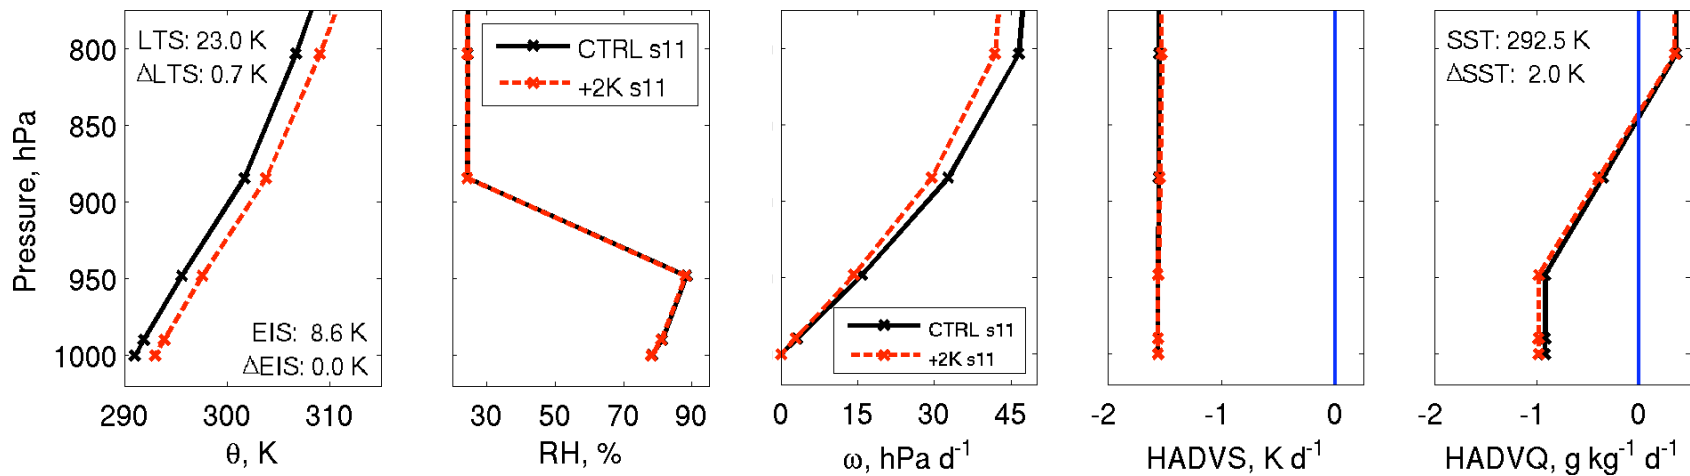 LTS: 23.0 K
ΔLTS: 0.7 K
EIS: 8.6 K
ΔEIS: 0.0 K
800
850
900
950
1000
Pressure, hPa
290
300
310
θ, K
CTRL s11
+2K s11
30
50
70
90
RH, %
CTRL s11
+2K s11
0
15
30
45
ω, hPa d⁻¹
-2
-1
0
HADVS, K d⁻¹
SST: 292.5 K
ΔSST: 2.0 K
-2
-1
0
HADVQ, g kg⁻¹ d⁻¹